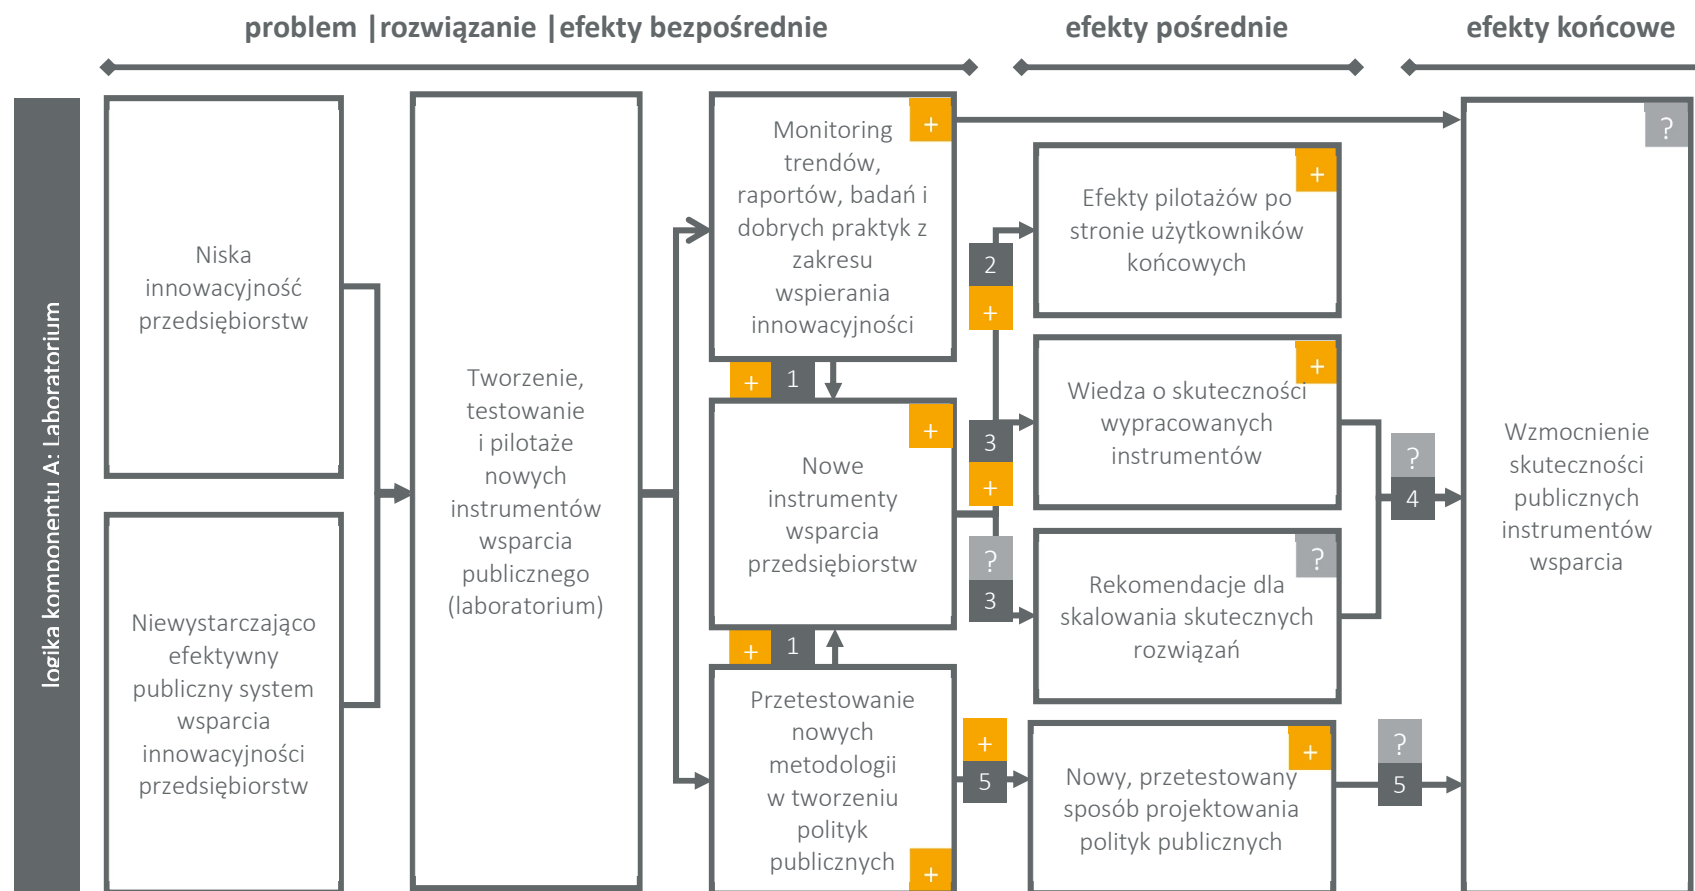 problem |rozwiązanie |efekty bezpośrednie
efekty pośrednie
efekty końcowe
logika komponentu A: Laboratorium
Niska
innowacyjność
przedsiębiorstw
Niewystarczająco
efektywny
publiczny system
wsparcia
innowacyjności
przedsiębiorstw
Tworzenie,
testowanie
i pilotaże
nowych
instrumentów
wsparcia
publicznego
(laboratorium)
+
Monitoring
trendów,
raportów, badań i
dobrych praktyk z
zakresu
wspierania
innowacyjności
+ 1
+
Nowe
instrumenty
wsparcia
przedsiębiorstw
+ 1
Przetestowanie
nowych
metodologii
w tworzeniu
polityk
publicznych
+
2
+
3
+
?
3
+
5
+
Efekty pilotażów po
stronie użytkowników
końcowych
+
Wiedza o skuteczności
wypracowanych
instrumentów
?
Rekomendacje dla
skalowania skutecznych
rozwiązań
+
Nowy, przetestowany
sposób projektowania
polityk publicznych
?
4
?
5
?
Wzmocnienie
skuteczności
publicznych
instrumentów
wsparcia